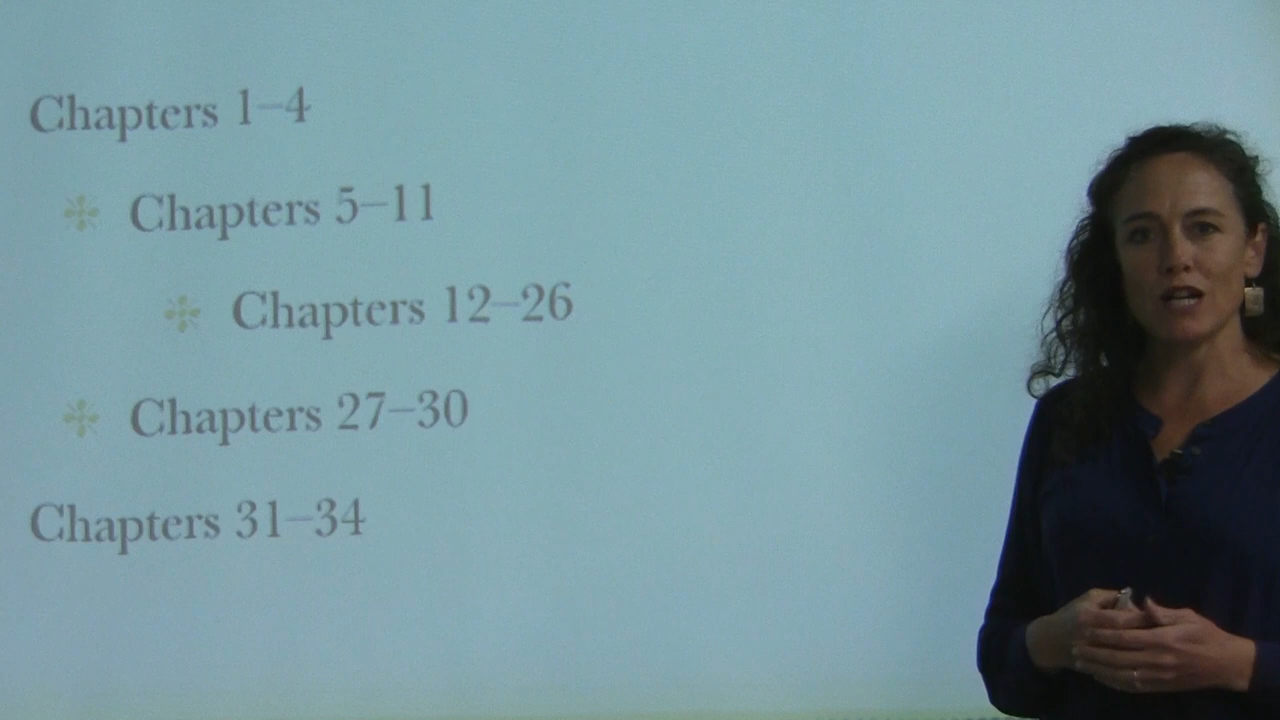 Chapters 1–4
Chapters 5–11
Chapters 12–26
Chapters 27–30
Chapters 31–34